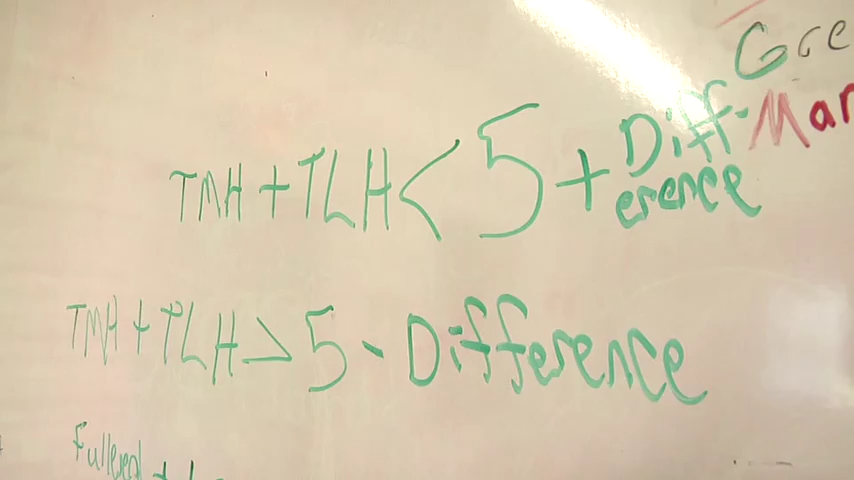 Gre
Mar
TMH + TLH < 5 + Diff-
erence
TMH + TLH > 5 - Difference